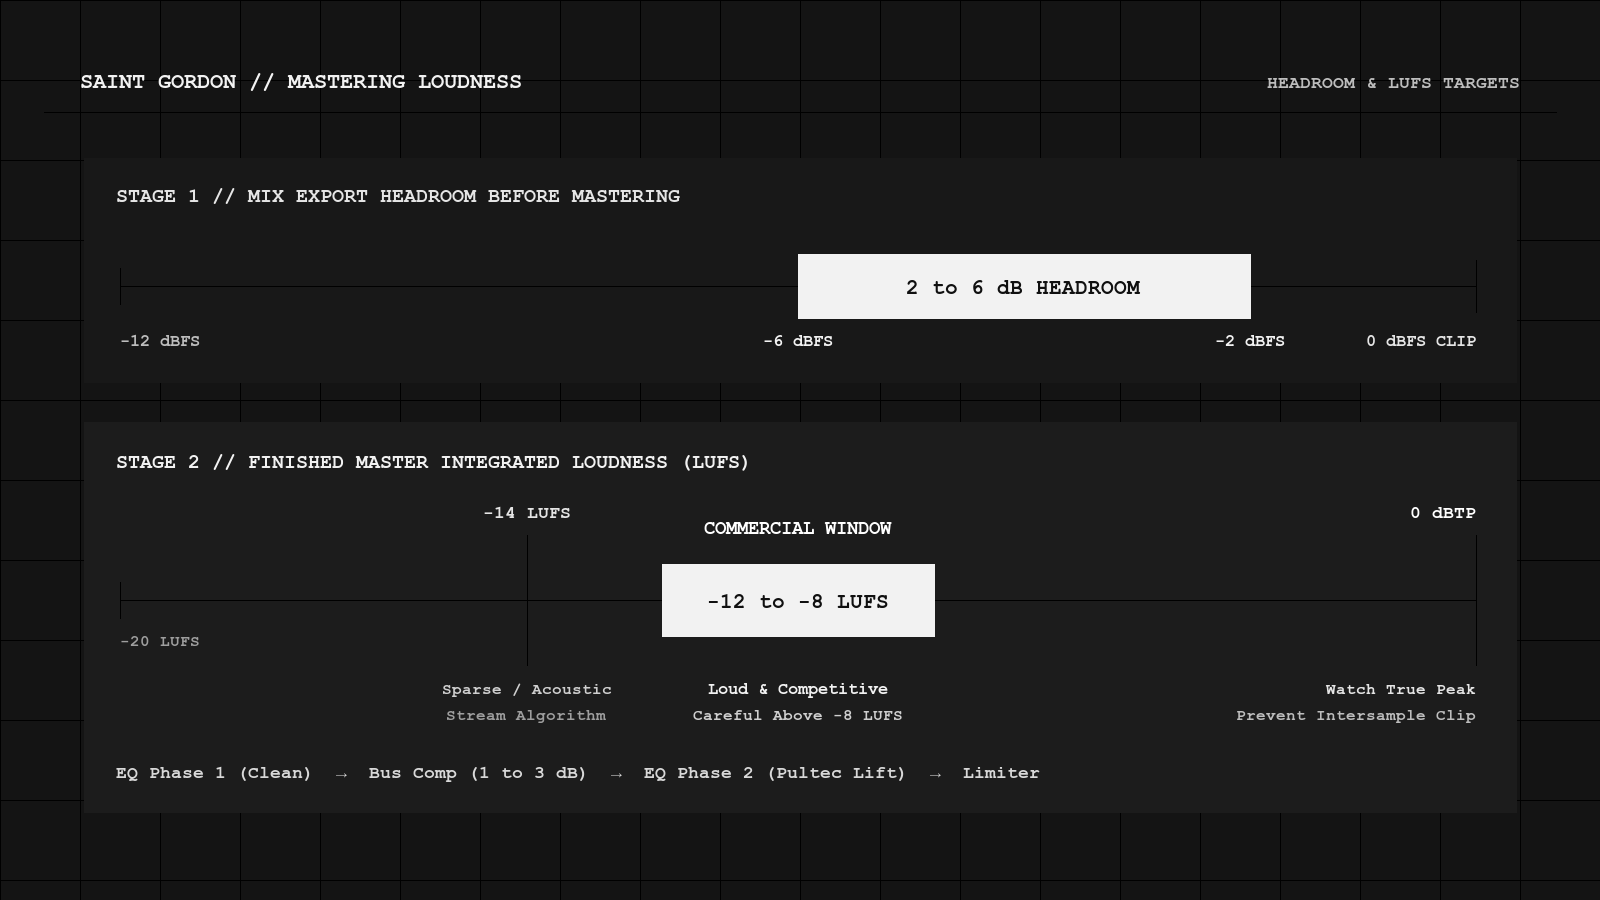 SAINT GORDON // MASTERING LOUDNESS
HEADROOM & LUFS TARGETS
STAGE 1 // MIX EXPORT HEADROOM BEFORE MASTERING
2 to 6 dB HEADROOM
-12 dBFS
-6 dBFS
-2 dBFS
0 dBFS CLIP
STAGE 2 // FINISHED MASTER INTEGRATED LOUDNESS (LUFS)
-14 LUFS
COMMERCIAL WINDOW
0 dBTP
-12 to -8 LUFS
-20 LUFS
Sparse / Acoustic
Stream Algorithm
Loud & Competitive
Careful Above -8 LUFS
Watch True Peak
Prevent Intersample Clip
EQ Phase 1 (Clean) → Bus Comp (1 to 3 dB) → EQ Phase 2 (Pultec Lift) → Limiter